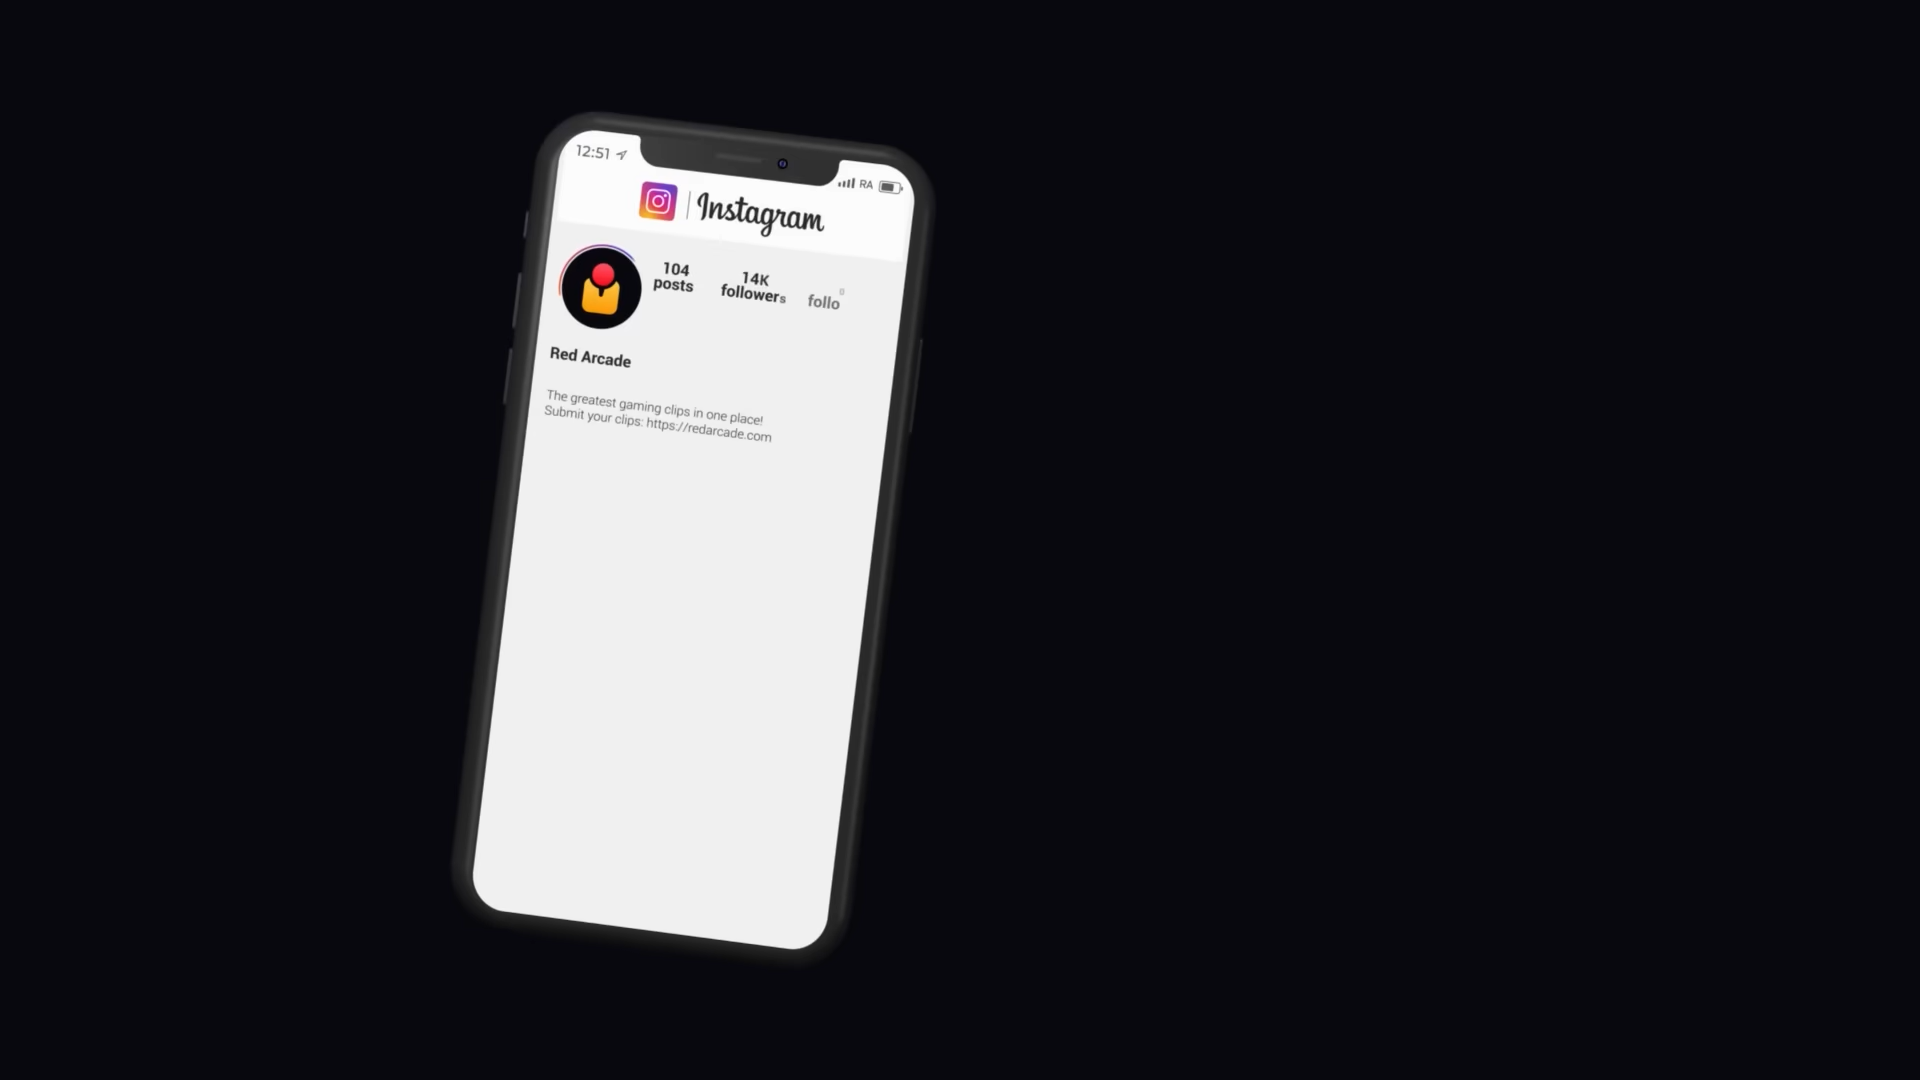 12:51
RA
Instagram
104
posts
14K
followers
0
follo
Red Arcade
The greatest gaming clips in one place!
Submit your clips: https://redarcade.com